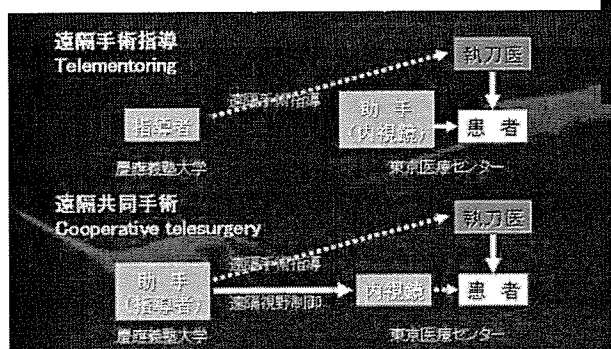 遠隔手術指導
Telementoring
執刀医
遠隔手術指導
指導者
助 手
(内視鏡)
患 者
慶應義塾大学
東京医療センター
遠隔共同手術
Cooperative telesurgery
執刀医
遠隔手術指導
助 手
(指導者)
遠隔視野制御
内視鏡
患 者
慶應義塾大学
東京医療センター